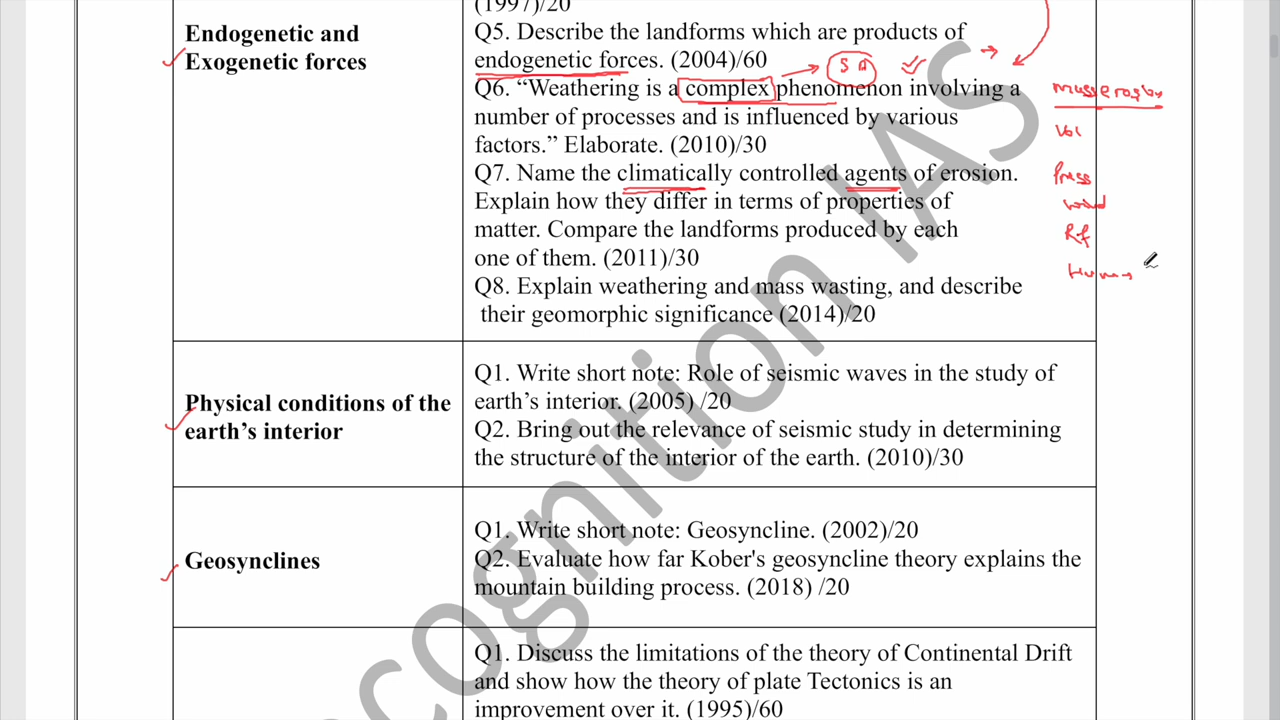 (1997)/20
Endogenetic and
Exogenetic forces
Q5. Describe the landforms which are products of
endogenetic forces. (2004)/60
Q6. “Weathering is a complex phenomenon involving a
number of processes and is influenced by various
factors.” Elaborate. (2010)/30
Q7. Name the climatically controlled agents of erosion.
Explain how they differ in terms of properties of
matter. Compare the landforms produced by each
one of them. (2011)/30
Q8. Explain weathering and mass wasting, and describe
their geomorphic significance (2014)/20
Physical conditions of the
earth’s interior
Q1. Write short note: Role of seismic waves in the study of
earth’s interior. (2005) /20
Q2. Bring out the relevance of seismic study in determining
the structure of the interior of the earth. (2010)/30
Geosynclines
Q1. Write short note: Geosyncline. (2002)/20
Q2. Evaluate how far Kober's geosyncline theory explains the
mountain building process. (2018) /20
Q1. Discuss the limitations of the theory of Continental Drift
and show how the theory of plate Tectonics is an
improvement over it. (1995)/60
ecognition IAS